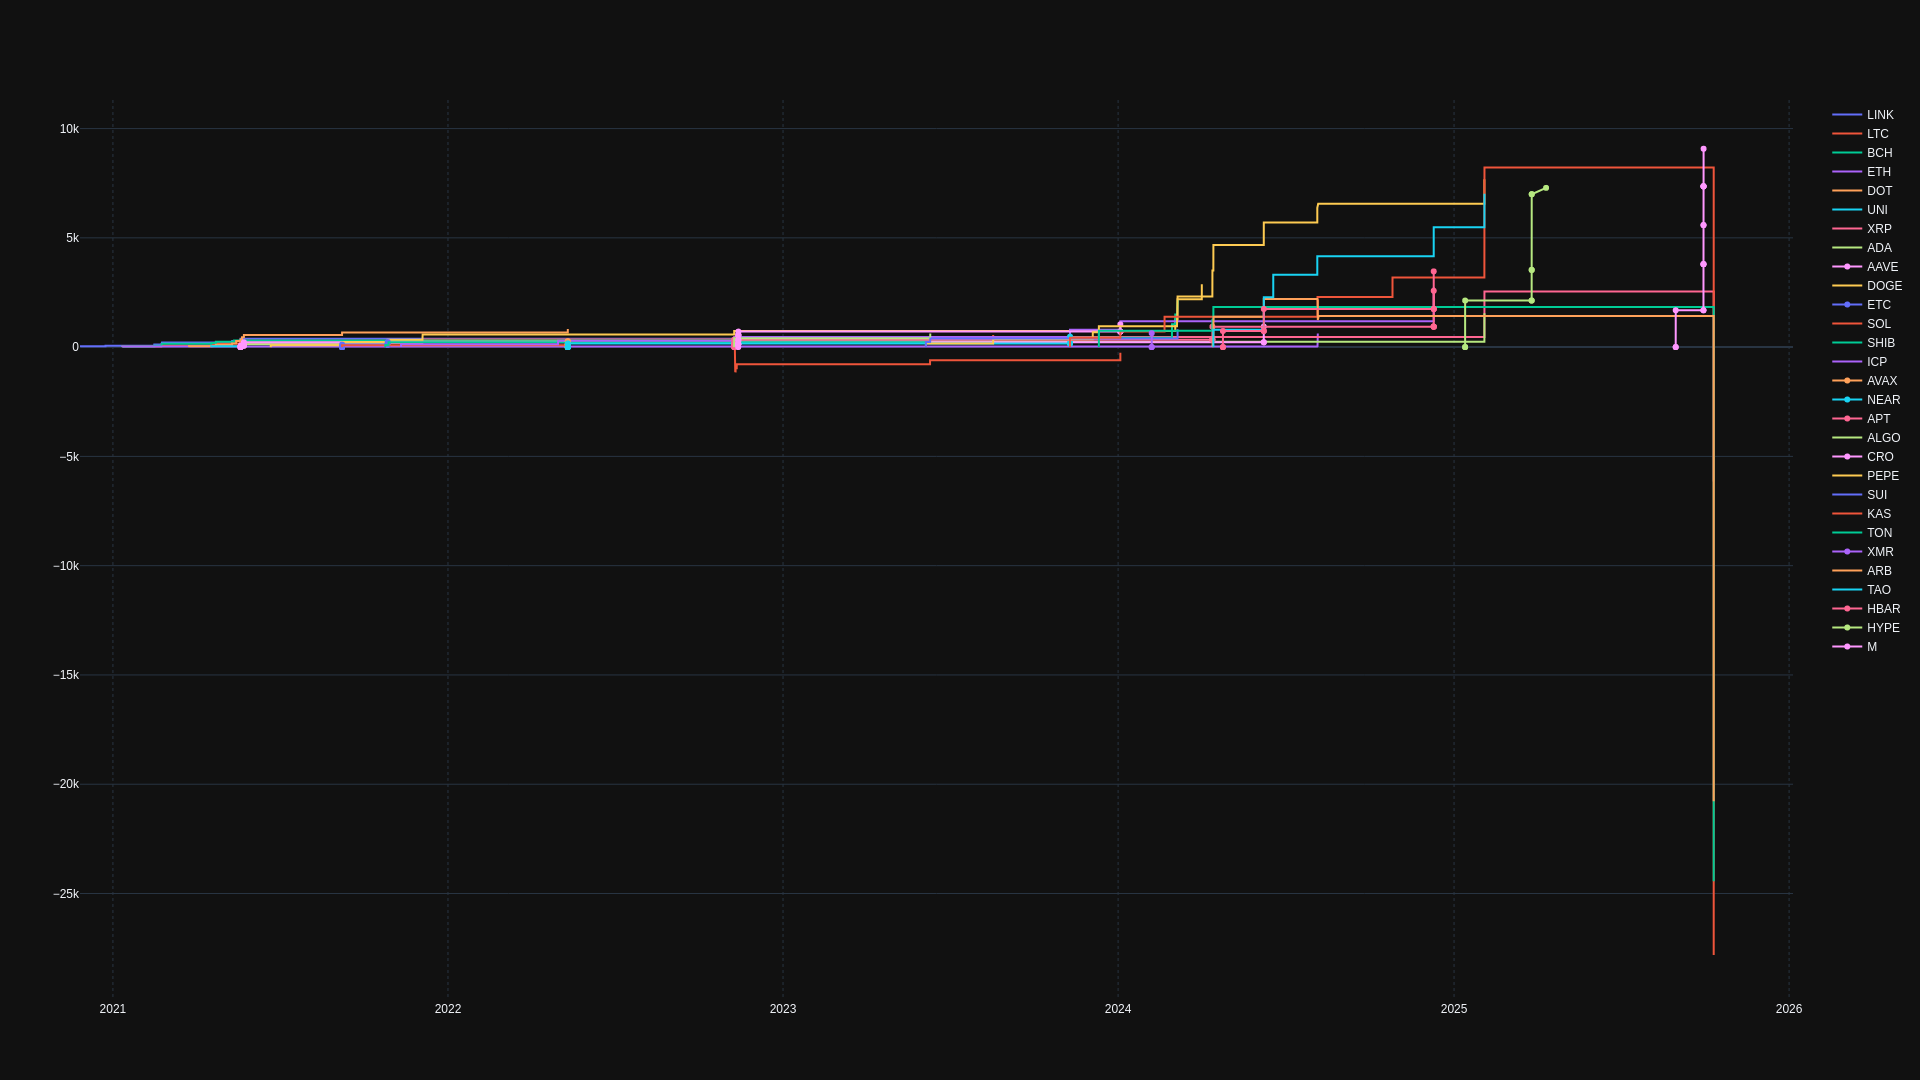 10k
5k
0
−5k
−10k
−15k
−20k
−25k
2021
2022
2023
2024
2025
2026
LINK
LTC
BCH
ETH
DOT
UNI
XRP
ADA
AAVE
DOGE
ETC
SOL
SHIB
ICP
AVAX
NEAR
APT
ALGO
CRO
PEPE
SUI
KAS
TON
XMR
ARB
TAO
HBAR
HYPE
M